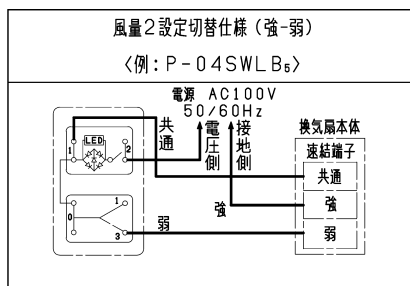 風量2設定切替仕様(強-弱)
〈例:P-04SWLB₅〉
電源 AC100V
50/60Hz
共通
電圧側
接地側
換気扇本体
速結端子
共通
強
弱
LED
1
2
0
1
3
強
弱